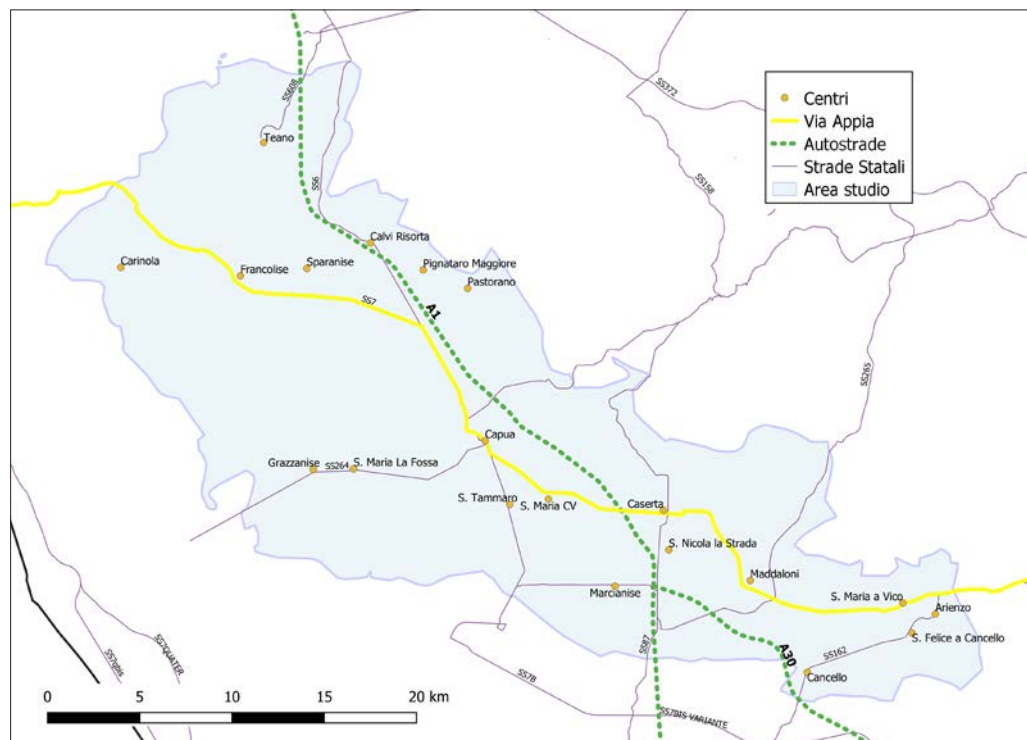 Centri
Via Appia
Autostrade
Strade Statali
Area studio
SS608
Teano
SS372
SS6
SS158
Calvi Risorta
Carinola
Francolise
Sparanise
Pignataro Maggiore
Pastorano
SS7
A1
SS265
Capua
Grazzanise
SS264
S. Maria La Fossa
S. Tammaro
S. Maria CV
Caserta
S. Nicola la Strada
Maddaloni
Marcianise
S. Maria a Vico
Arienzo
S. Felice a Cancello
SS162
A30
Cancello
SS87
SS7B
SS7BIS VARIANTE
SS7QUATER
SS7qbis
0 5 10 15 20 km